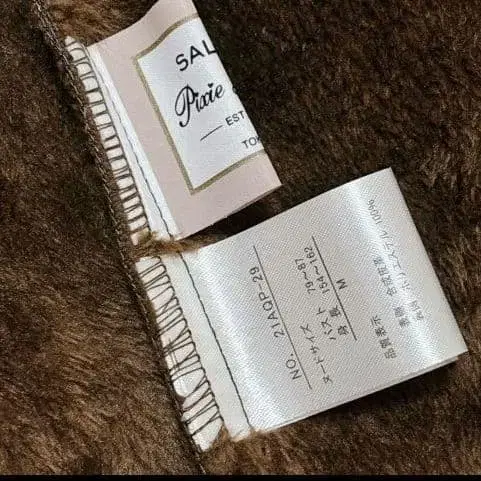 SAL
Pixie
EST
TO
NO. 21AQP-29
ヌードサイズ
バスト 79〜87
身長 154〜162
M
品質表示
表側 合成皮革
裏側 ポリエステル 100%